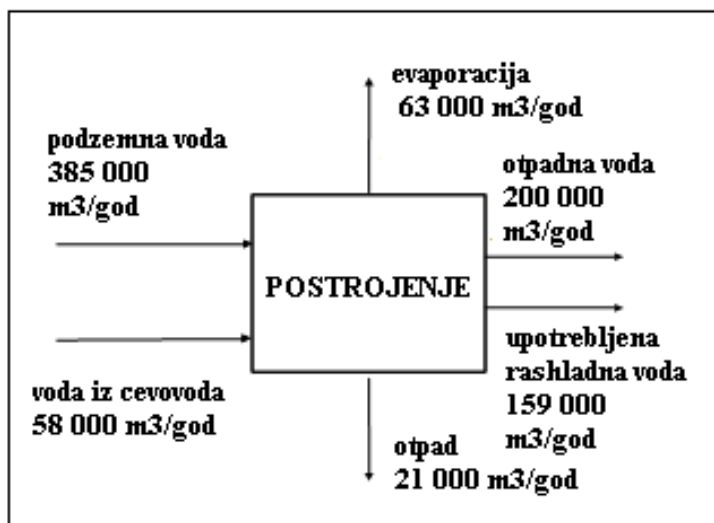 evaporacija
63 000 m3/god
podzemna voda
385 000
m3/god
otpadna voda
200 000
m3/god
POSTROJENJE
voda iz cevovoda
58 000 m3/god
upotrebljena
rashladna voda
159 000
m3/god
otpad
21 000 m3/god